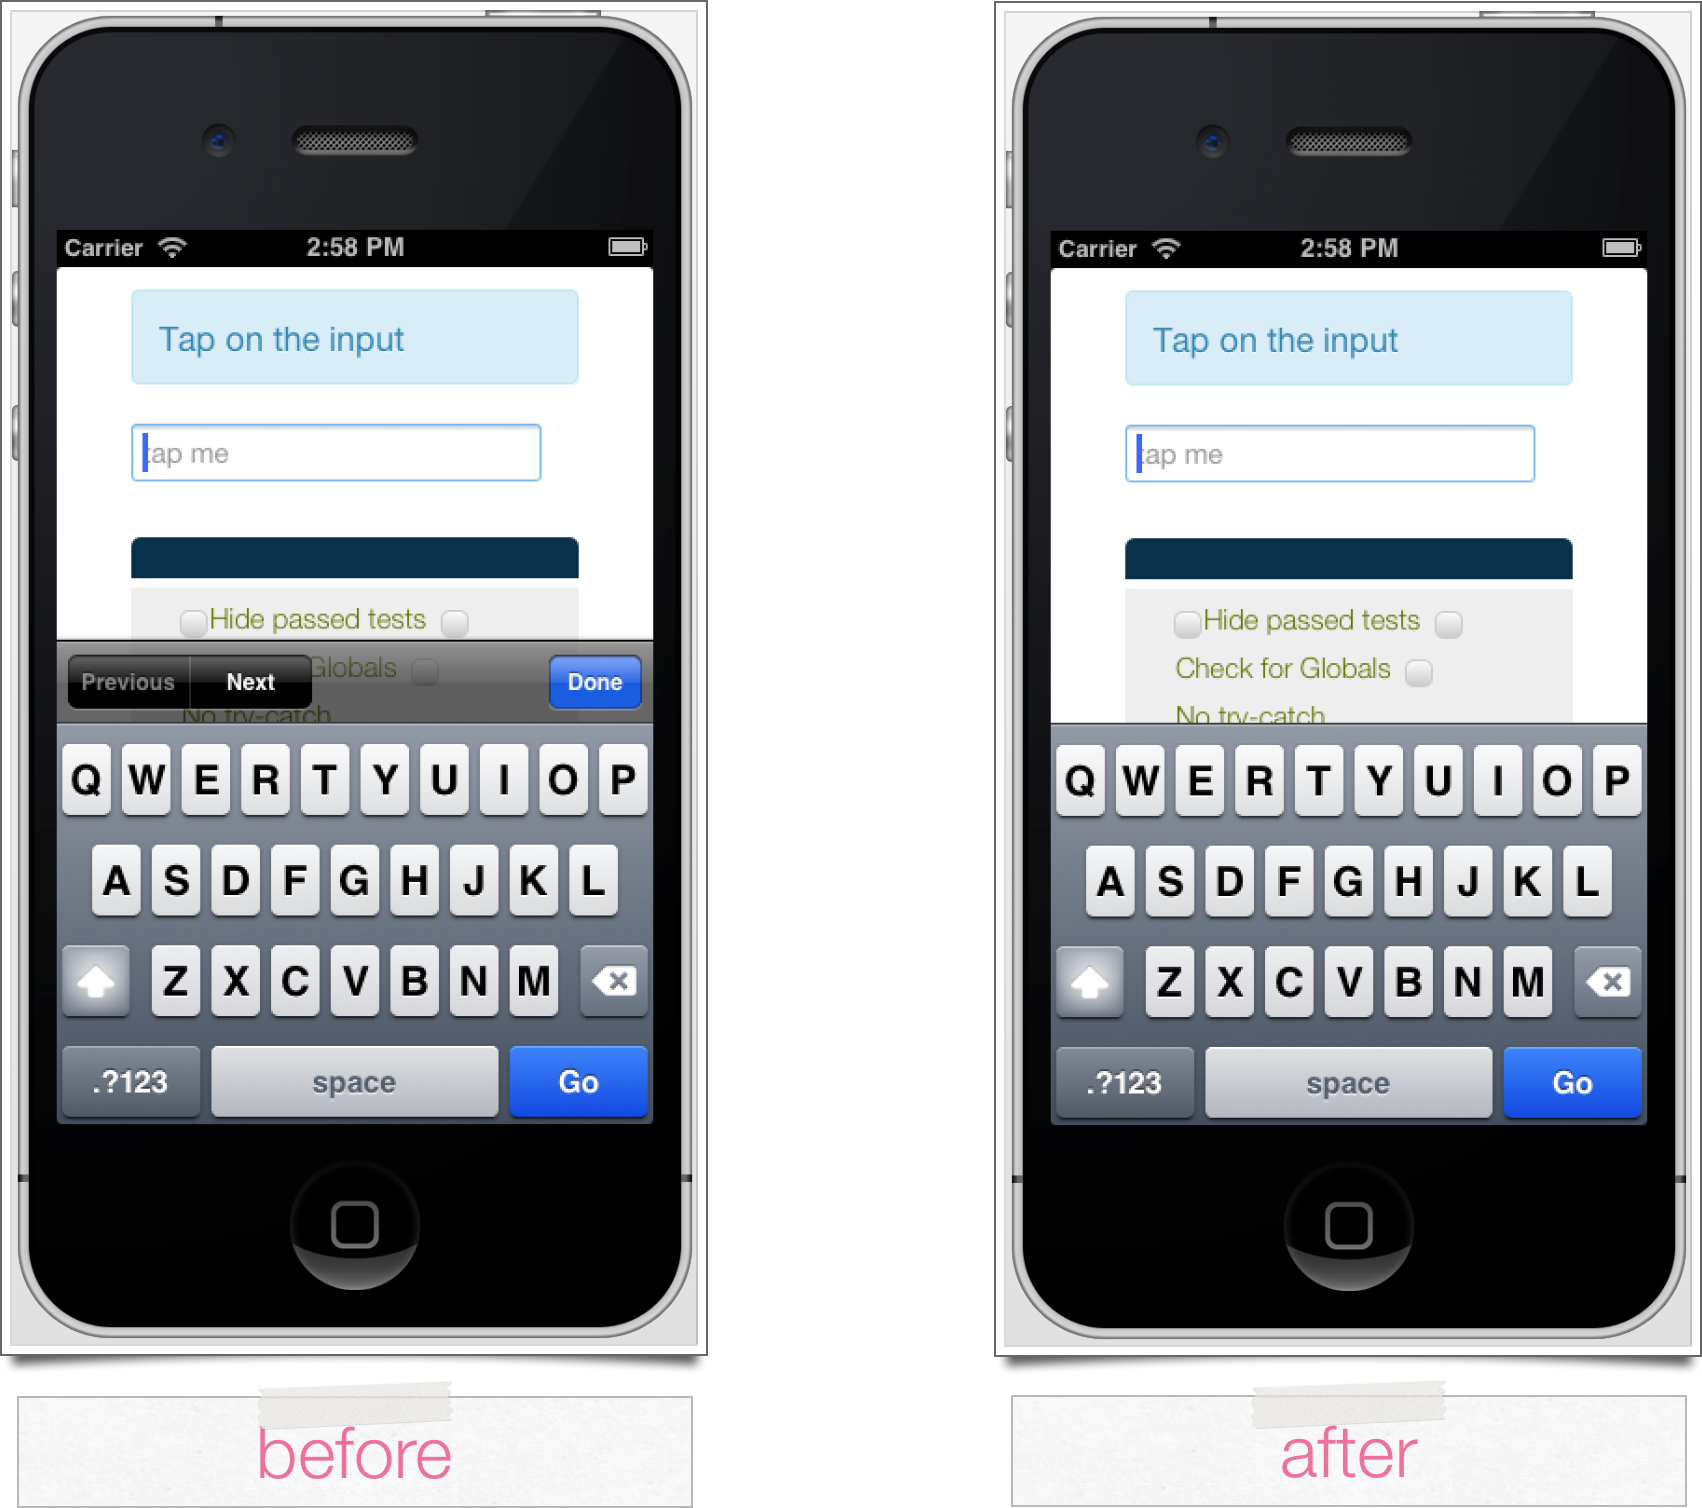 Carrier 2:58 PM
Tap on the input
tap me
Hide passed tests
Previous Next Globals Done
No try-catch
Q W E R T Y U I O P
A S D F G H J K L
Z X C V B N M
.?123 space Go
before
Carrier 2:58 PM
Tap on the input
tap me
Hide passed tests
Check for Globals
No try-catch
Q W E R T Y U I O P
A S D F G H J K L
Z X C V B N M
.?123 space Go
after